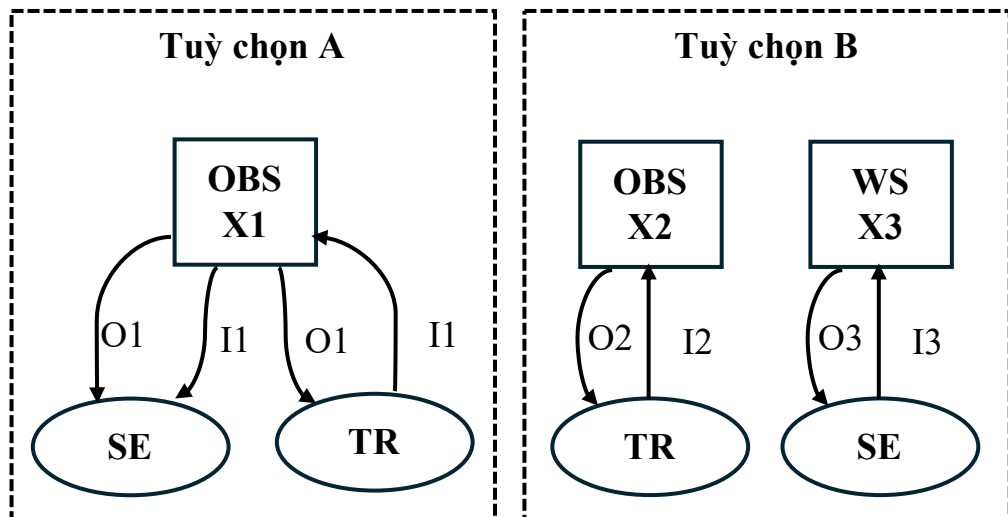 Tuỳ chọn A
OBS
X1
O1
I1
O1
I1
SE
TR
Tuỳ chọn B
OBS
X2
WS
X3
O2
I2
O3
I3
TR
SE